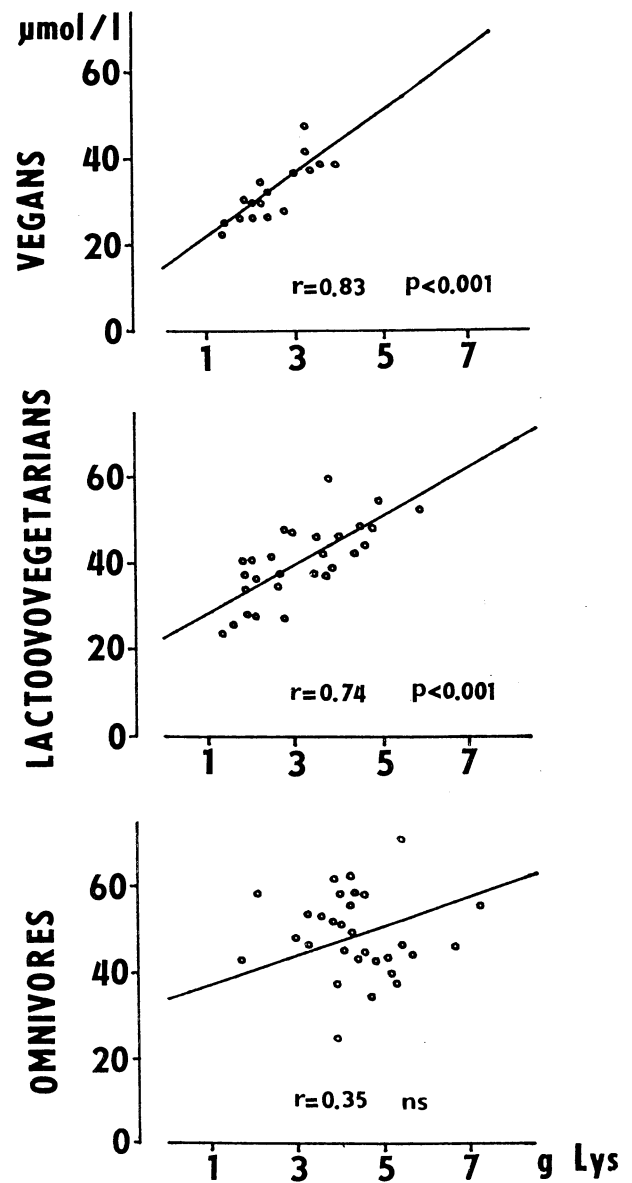 µmol/l
60
40
20
0
VEGANS
r=0.83 p<0.001
1 3 5 7
LACTOOVOVEGETARIANS
60
40
20
0
r=0.74 p<0.001
1 3 5 7
OMNIVORES
60
40
20
0
r=0.35 ns
1 3 5 7 g Lys